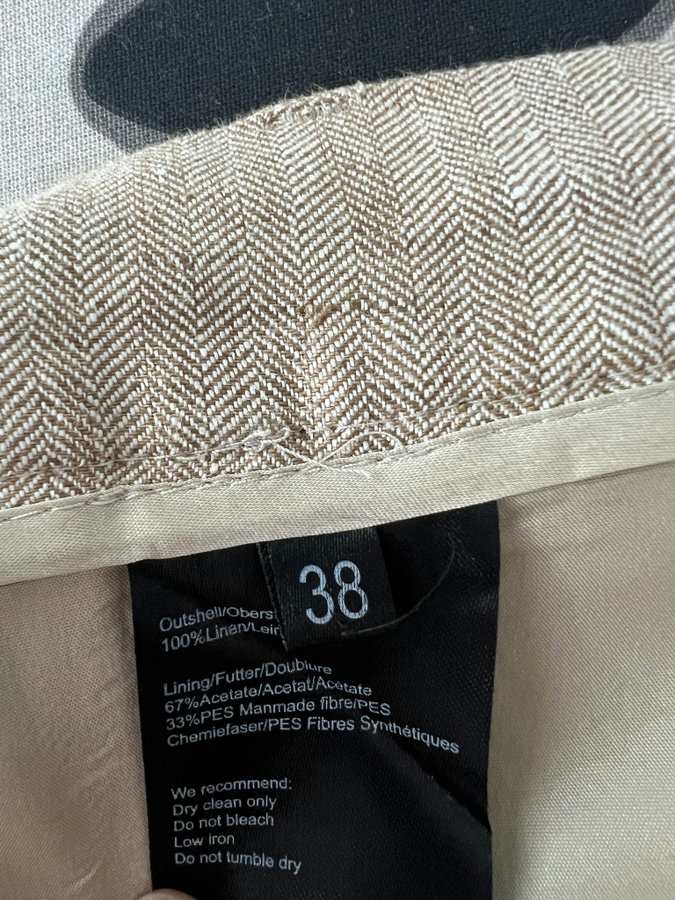 38
Outshell/Obers
100%Linan/Lein
Lining/Futter/Doublure
67%Acetate/Acetat/Acétate
33%PES Manmade fibre/PES
Chemiefaser/PES Fibres Synthétiques
We recommend:
Dry clean only
Do not bleach
Low iron
Do not tumble dry